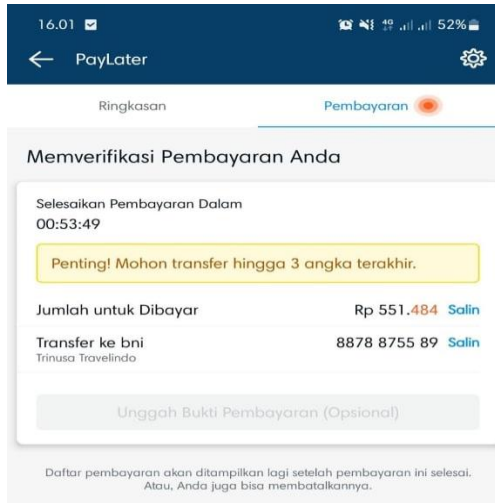 16.01 52%
PayLater
Ringkasan Pembayaran
Memverifikasi Pembayaran Anda
Selesaikan Pembayaran Dalam
00:53:49
Penting! Mohon transfer hingga 3 angka terakhir.
Jumlah untuk Dibayar Rp 551.484 Salin
Transfer ke bni 8878 8755 89 Salin
Trinusa Travelindo
Unggah Bukti Pembayaran (Opsional)
Daftar pembayaran akan ditampilkan lagi setelah pembayaran ini selesai.
Atau, Anda juga bisa membatalkannya.